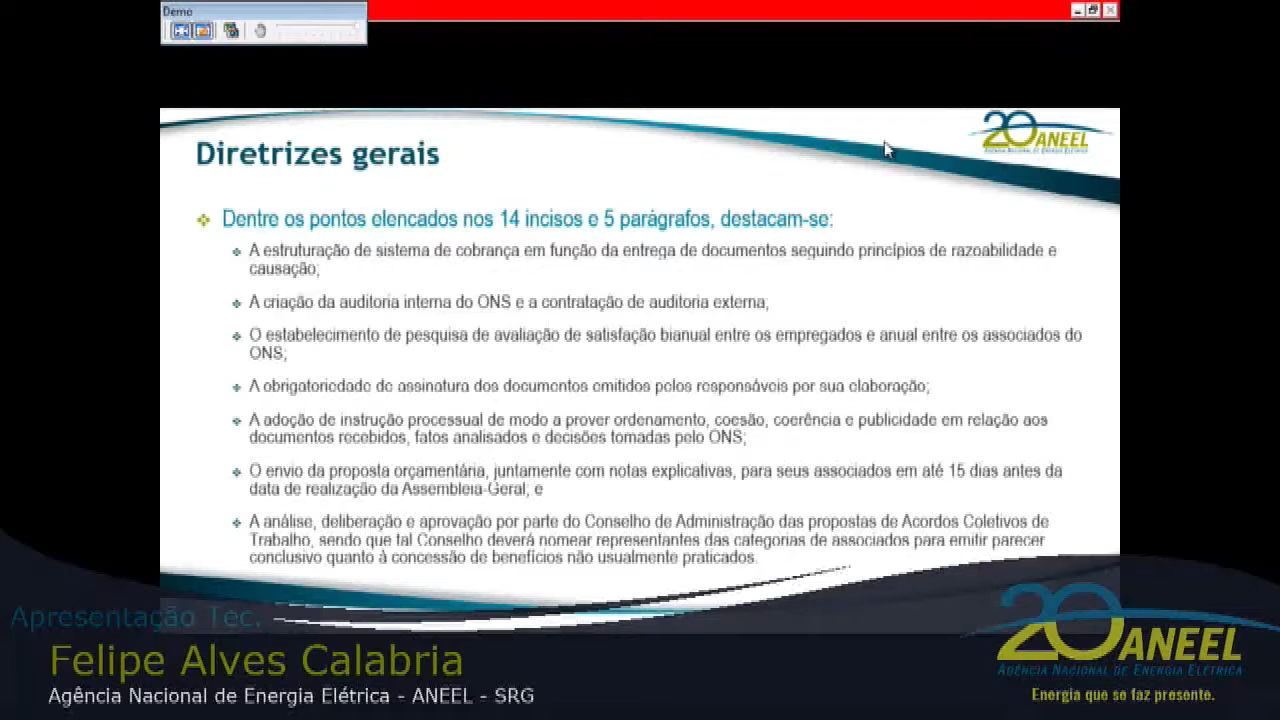 Demo
20 ANEEL
AGÊNCIA NACIONAL DE ENERGIA ELÉTRICA
Diretrizes gerais
Dentre os pontos elencados nos 14 incisos e 5 parágrafos, destacam-se:
A estruturação de sistema de cobrança em função da entrega de documentos seguindo princípios de razoabilidade e
causação;
A criação da auditoria interna do ONS e a contratação de auditoria externa;
O estabelecimento de pesquisa de avaliação de satisfação bianual entre os empregados e anual entre os associados do
ONS;
A obrigatoriedade de assinatura dos documentos emitidos pelos responsáveis por sua elaboração;
A adoção de instrução processual de modo a prover ordenamento, coesão, coerência e publicidade em relação aos
documentos recebidos, fatos analisados e decisões tomadas pelo ONS;
O envio da proposta orçamentária, juntamente com notas explicativas, para seus associados em até 15 dias antes da
data de realização da Assembleia-Geral; e
A análise, deliberação e aprovação por parte do Conselho de Administração das propostas de Acordos Coletivos de
Trabalho, sendo que tal Conselho deverá nomear representantes das categorias de associados para emitir parecer
conclusivo quanto à concessão de benefícios não usualmente praticados.
Apresentação Tec.
Felipe Alves Calabria
Agência Nacional de Energia Elétrica - ANEEL - SRG
20 ANEEL
AGÊNCIA NACIONAL DE ENERGIA ELÉTRICA
Energia que se faz presente.